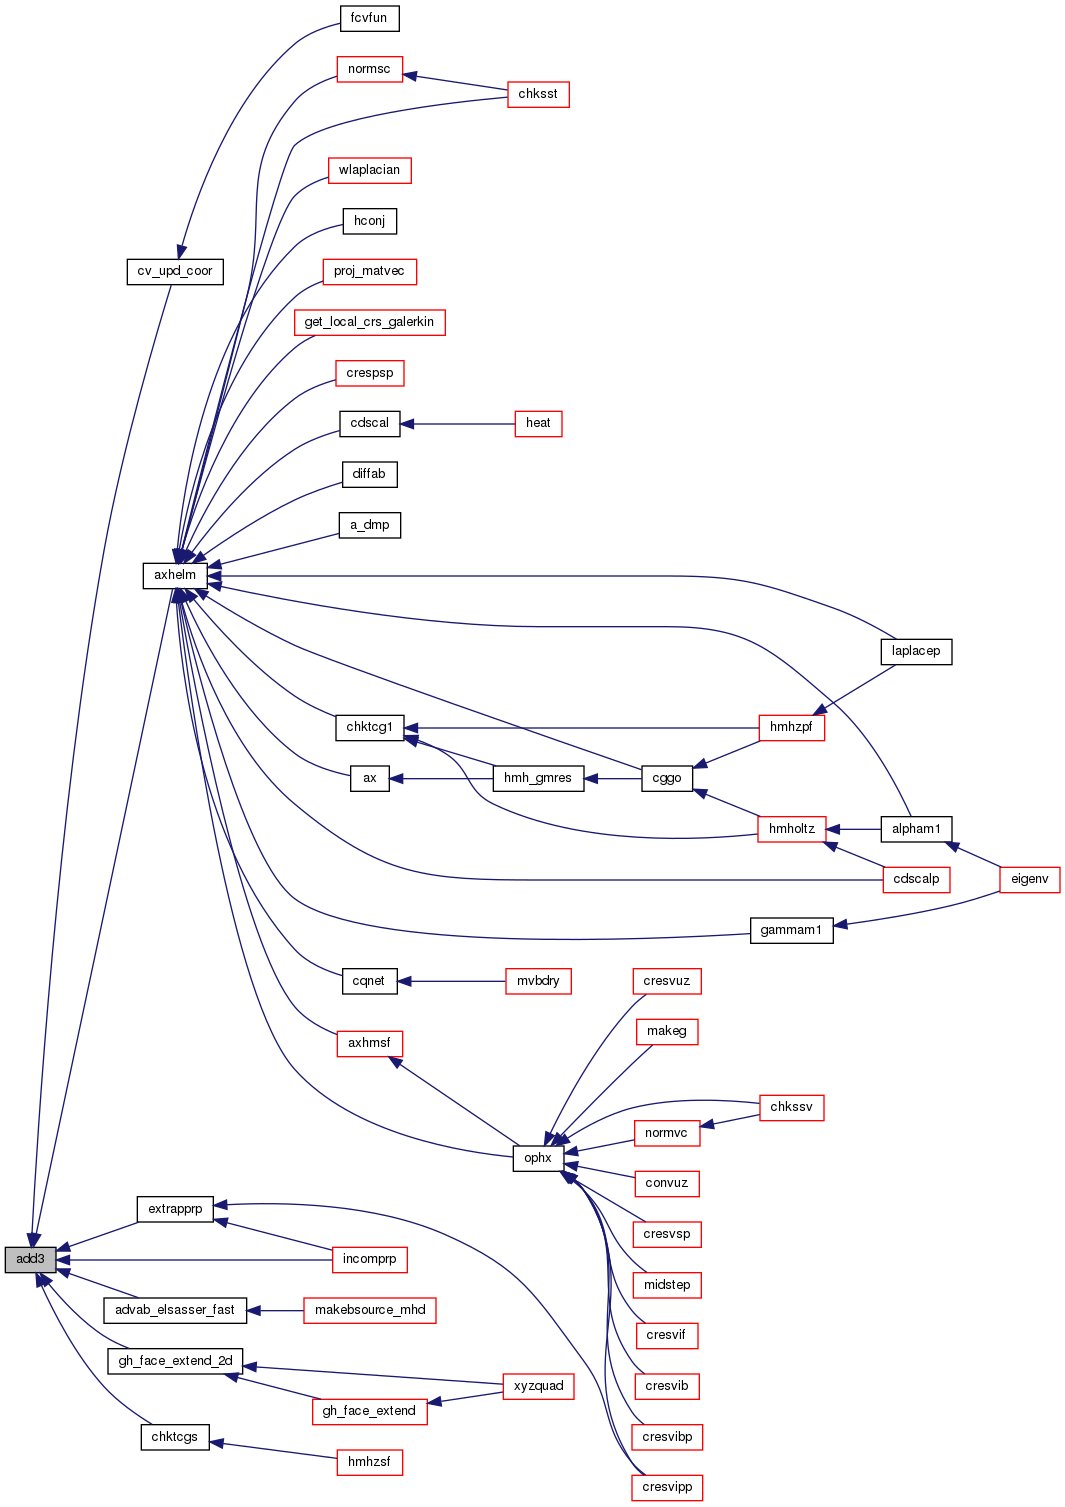 fcvfun
normsc
chksst
wlaplacian
hconj
cv_upd_coor
proj_matvec
get_local_crs_galerkin
crespsp
cdscal
heat
diffab
a_dmp
axhelm
laplacep
chktcg1
hmhzpf
ax
hmh_gmres
cggo
hmholtz
alpham1
cdscalp
eigenv
gammam1
cqnet
mvbdry
cresvuz
makeg
axhmsf
chkssv
normvc
ophx
convuz
extrapprp
cresvsp
add3
incomprp
midstep
advab_elsasser_fast
makebsource_mhd
cresvif
gh_face_extend_2d
xyzquad
cresvib
gh_face_extend
chktcgs
cresvibp
hmhzsf
cresvipp